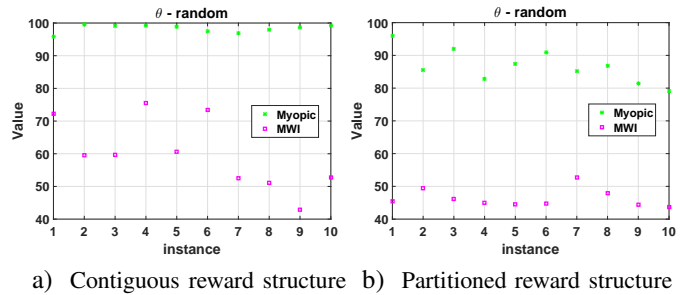 θ - random
100
90
80
70
60
50
40
Value
Myopic
MWI
1 2 3 4 5 6 7 8 9 10
instance
a) Contiguous reward structure
θ - random
100
90
80
70
60
50
40
Value
Myopic
MWI
1 2 3 4 5 6 7 8 9 10
instance
b) Partitioned reward structure